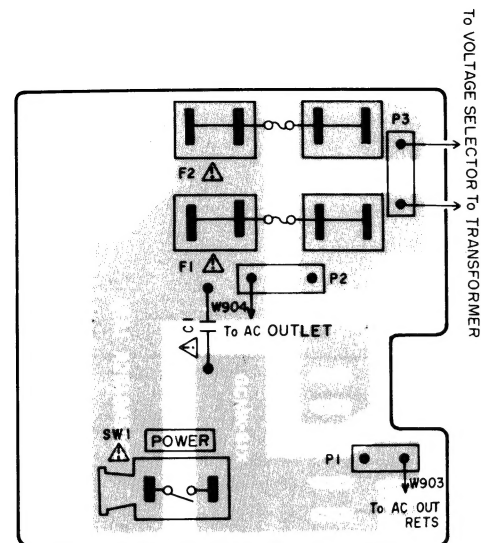 To VOLTAGE SELECTOR To TRANSFORMER
P3
F2
F1
P2
W904
To AC OUTLET
C1
SW1
POWER
P1
W903
To AC OUT
RETS